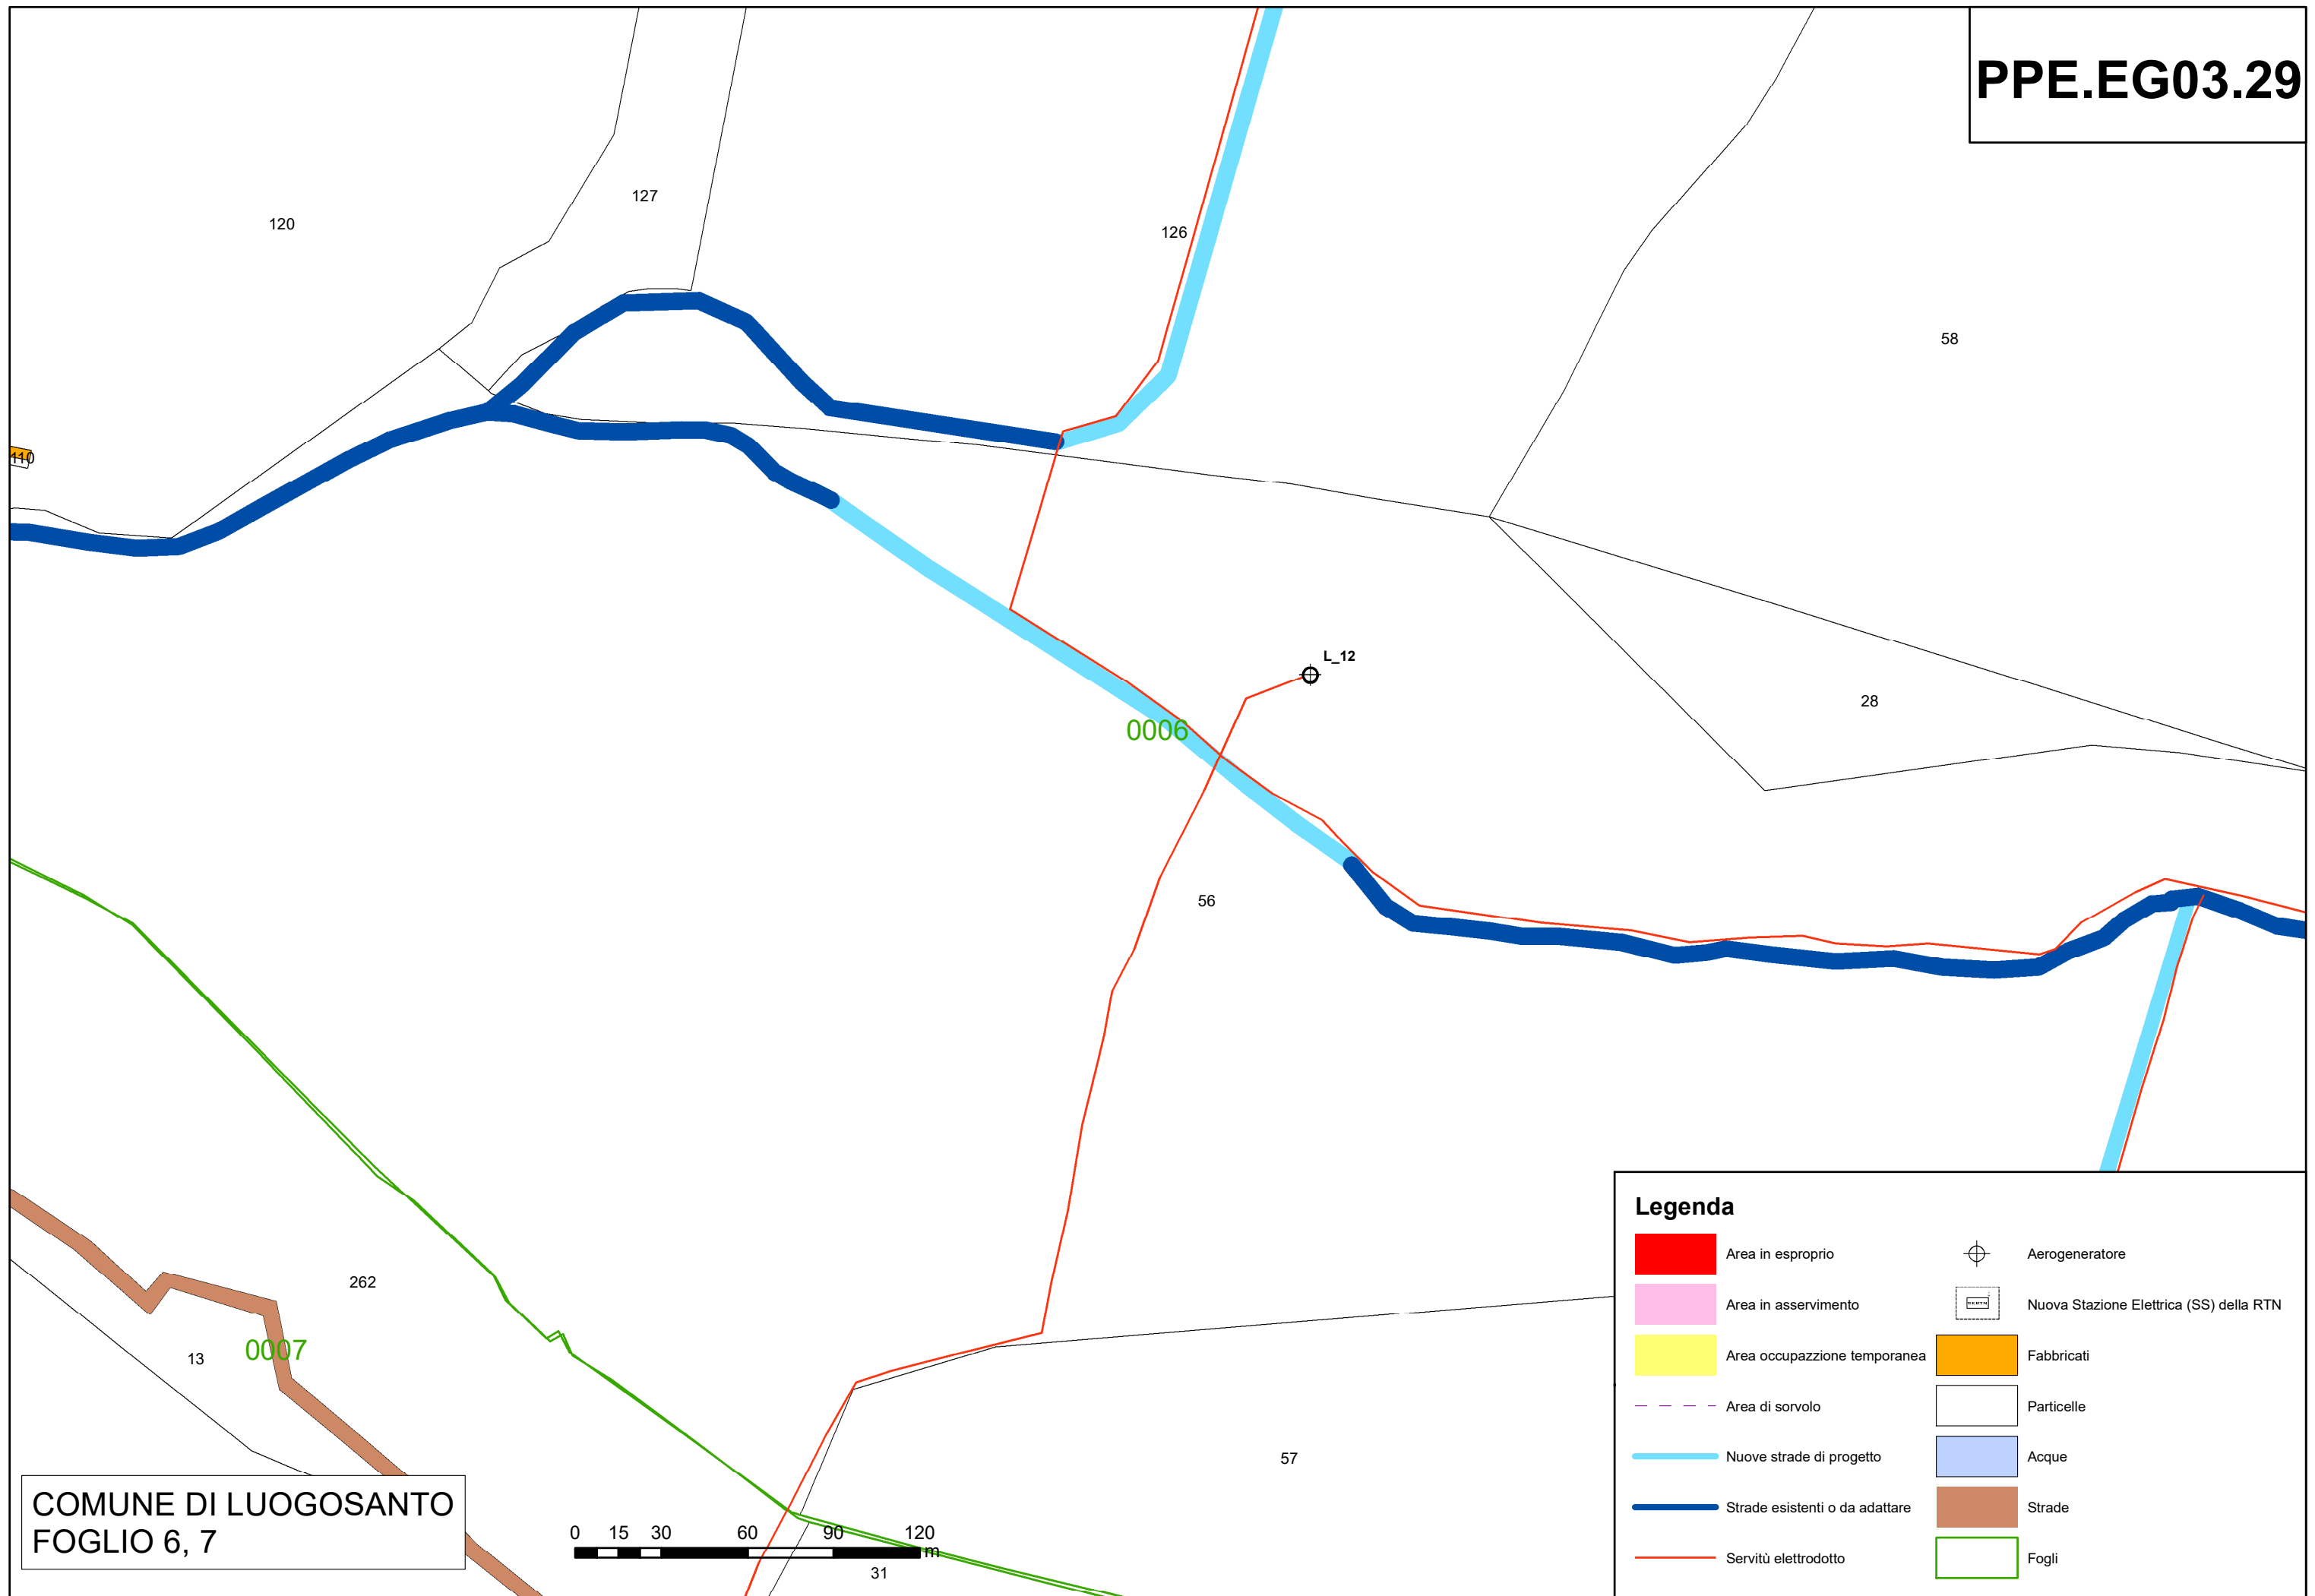 PPE.EG03.29
127
120
126
58
110
L_12
28
0006
56
262
0007
13
57
COMUNE DI LUOGOSANTO
FOGLIO 6, 7
0 15 30 60 90 120
m
31
Legenda
Area in esproprio
Area in asservimento
Area occupazzione temporanea
Area di sorvolo
Nuove strade di progetto
Strade esistenti o da adattare
Servitù elettrodotto
Aerogeneratore
Nuova Stazione Elettrica (SS) della RTN
Fabbricati
Particelle
Acque
Strade
Fogli